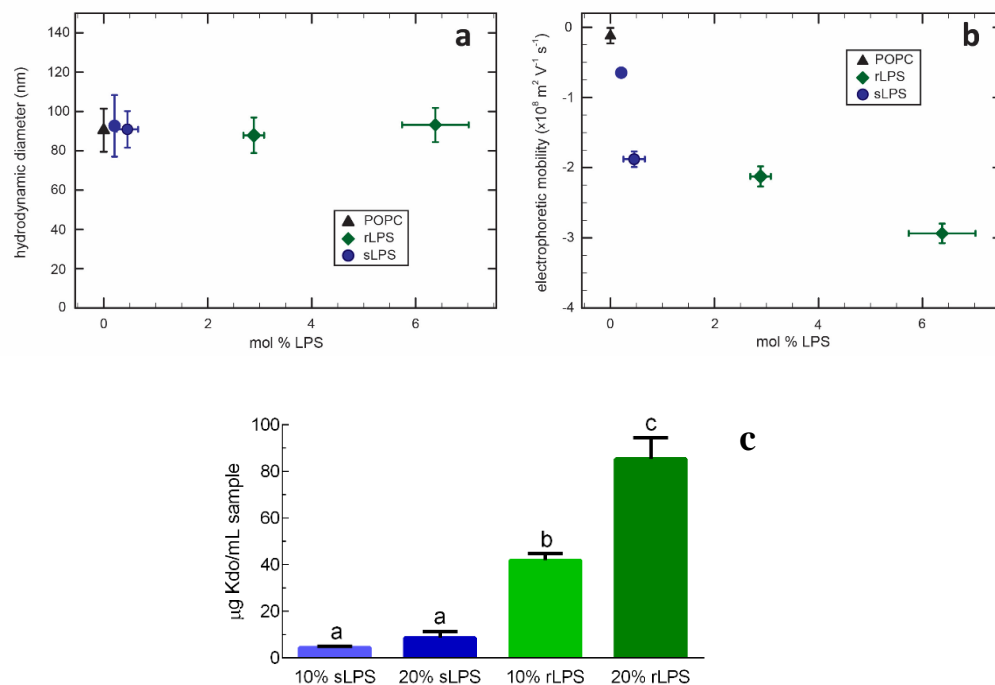 a
hydrodynamic diameter (nm)
140
120
100
80
60
40
20
0
POPC
rLPS
sLPS
0
2
4
6
mol % LPS
b
electrophoretic mobility (×10⁸ m² V⁻¹ s⁻¹)
0
-1
-2
-3
-4
POPC
rLPS
sLPS
0
2
4
6
mol % LPS
c
µg Kdo/mL sample
100
80
60
40
20
0
a
a
b
c
10% sLPS
20% sLPS
10% rLPS
20% rLPS